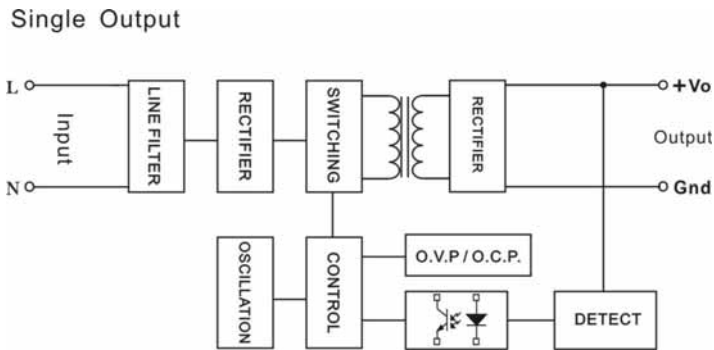 Single Output
L
LINE FILTER
RECTIFIER
SWITCHING
RECTIFIER
+Vo
Input
Output
N
Gnd
OSCILLATION
CONTROL
O.V.P / O.C.P.
DETECT